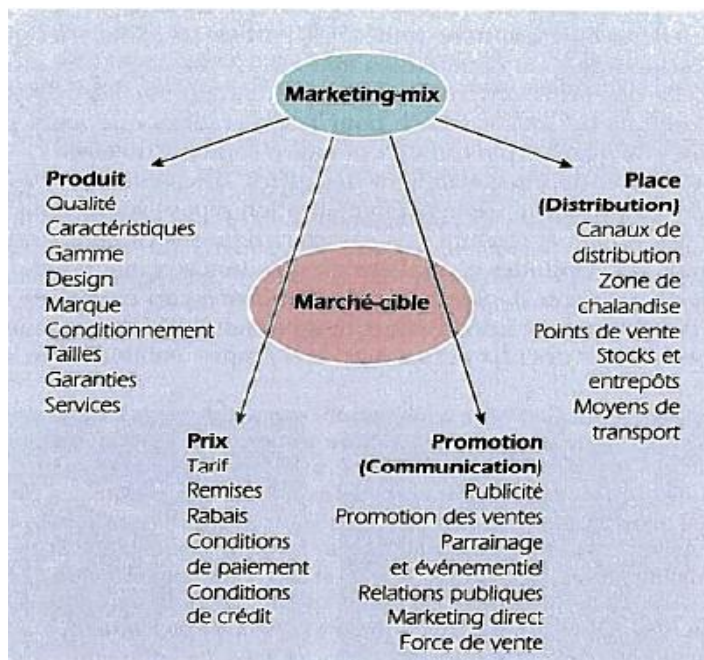 Marketing-mix
Produit
Qualité
Caractéristiques
Gamme
Design
Marque
Conditionnement
Tailles
Garanties
Services
Marché-cible
Place
(Distribution)
Canaux de
distribution
Zone de
chalandise
Points de vente
Stocks et
entrepôts
Moyens de
transport
Prix
Tarif
Remises
Rabais
Conditions
de paiement
Conditions
de crédit
Promotion
(Communication)
Publicité
Promotion des ventes
Parrainage
et événementiel
Relations publiques
Marketing direct
Force de vente